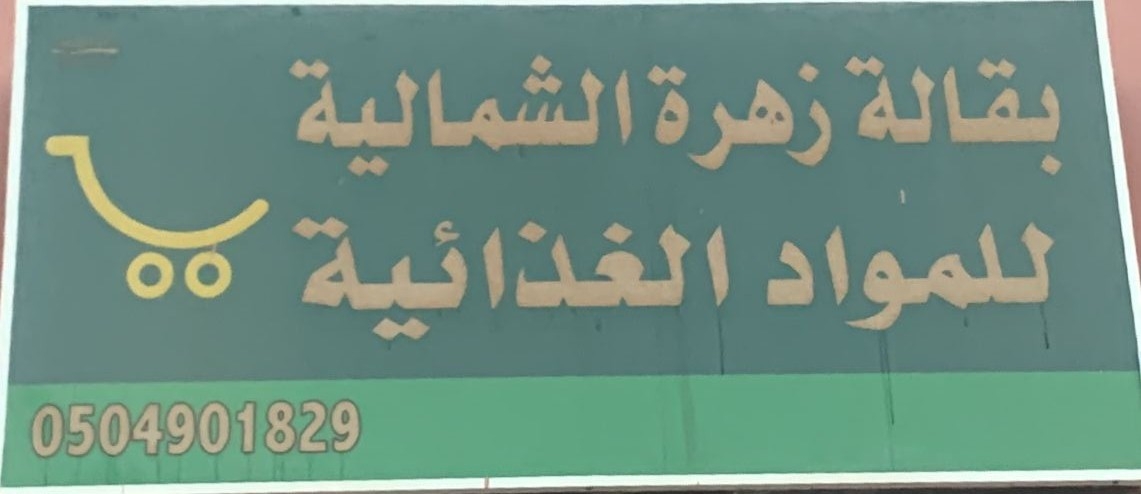 بقالة زهرة الشمالية
للمواد الغذائية
0504901829